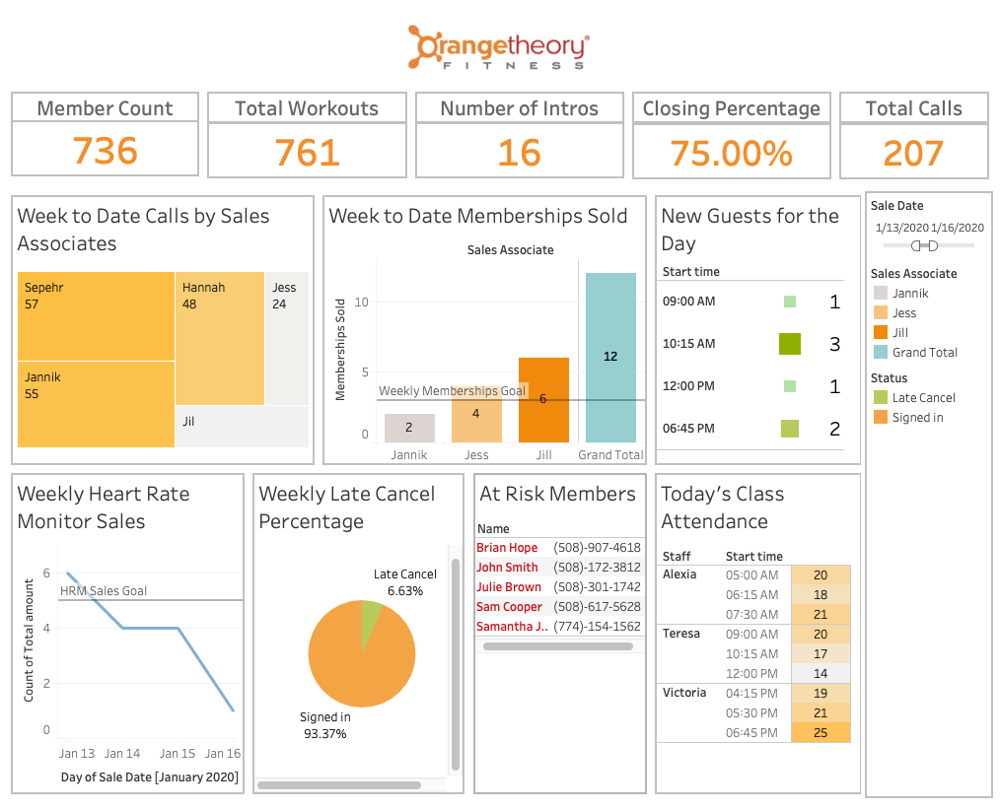 Orangetheory®
FITNESS
Member Count
736
Total Workouts
761
Number of Intros
16
Closing Percentage
75.00%
Total Calls
207
Week to Date Calls by Sales
Associates
Sepehr
57
Jannik
55
Hannah
48
Jess
24
Jil
Week to Date Memberships Sold
Sales Associate
Memberships Sold
10
5
0
Weekly Memberships Goal
2
4
6
12
Jannik
Jess
Jill
Grand Total
New Guests for the
Day
Start time
09:00 AM 1
10:15 AM 3
12:00 PM 1
06:45 PM 2
Sale Date
1/13/2020 1/16/2020
Sales Associate
Jannik
Jess
Jill
Grand Total
Status
Late Cancel
Signed in
Weekly Heart Rate
Monitor Sales
Count of Total amount
6
4
2
0
HRM Sales Goal
Jan 13 Jan 14 Jan 15 Jan 16
Day of Sale Date [January 2020]
Weekly Late Cancel
Percentage
Late Cancel
6.63%
Signed in
93.37%
At Risk Members
Name
Brian Hope (508)-907-4618
John Smith (508)-172-3812
Julie Brown (508)-301-1742
Sam Cooper (508)-617-5628
Samantha J.. (774)-154-1562
Today's Class
Attendance
Staff Start time
Alexia 05:00 AM 20
06:15 AM 18
07:30 AM 21
Teresa 09:00 AM 20
10:15 AM 17
12:00 PM 14
Victoria 04:15 PM 19
05:30 PM 21
06:45 PM 25